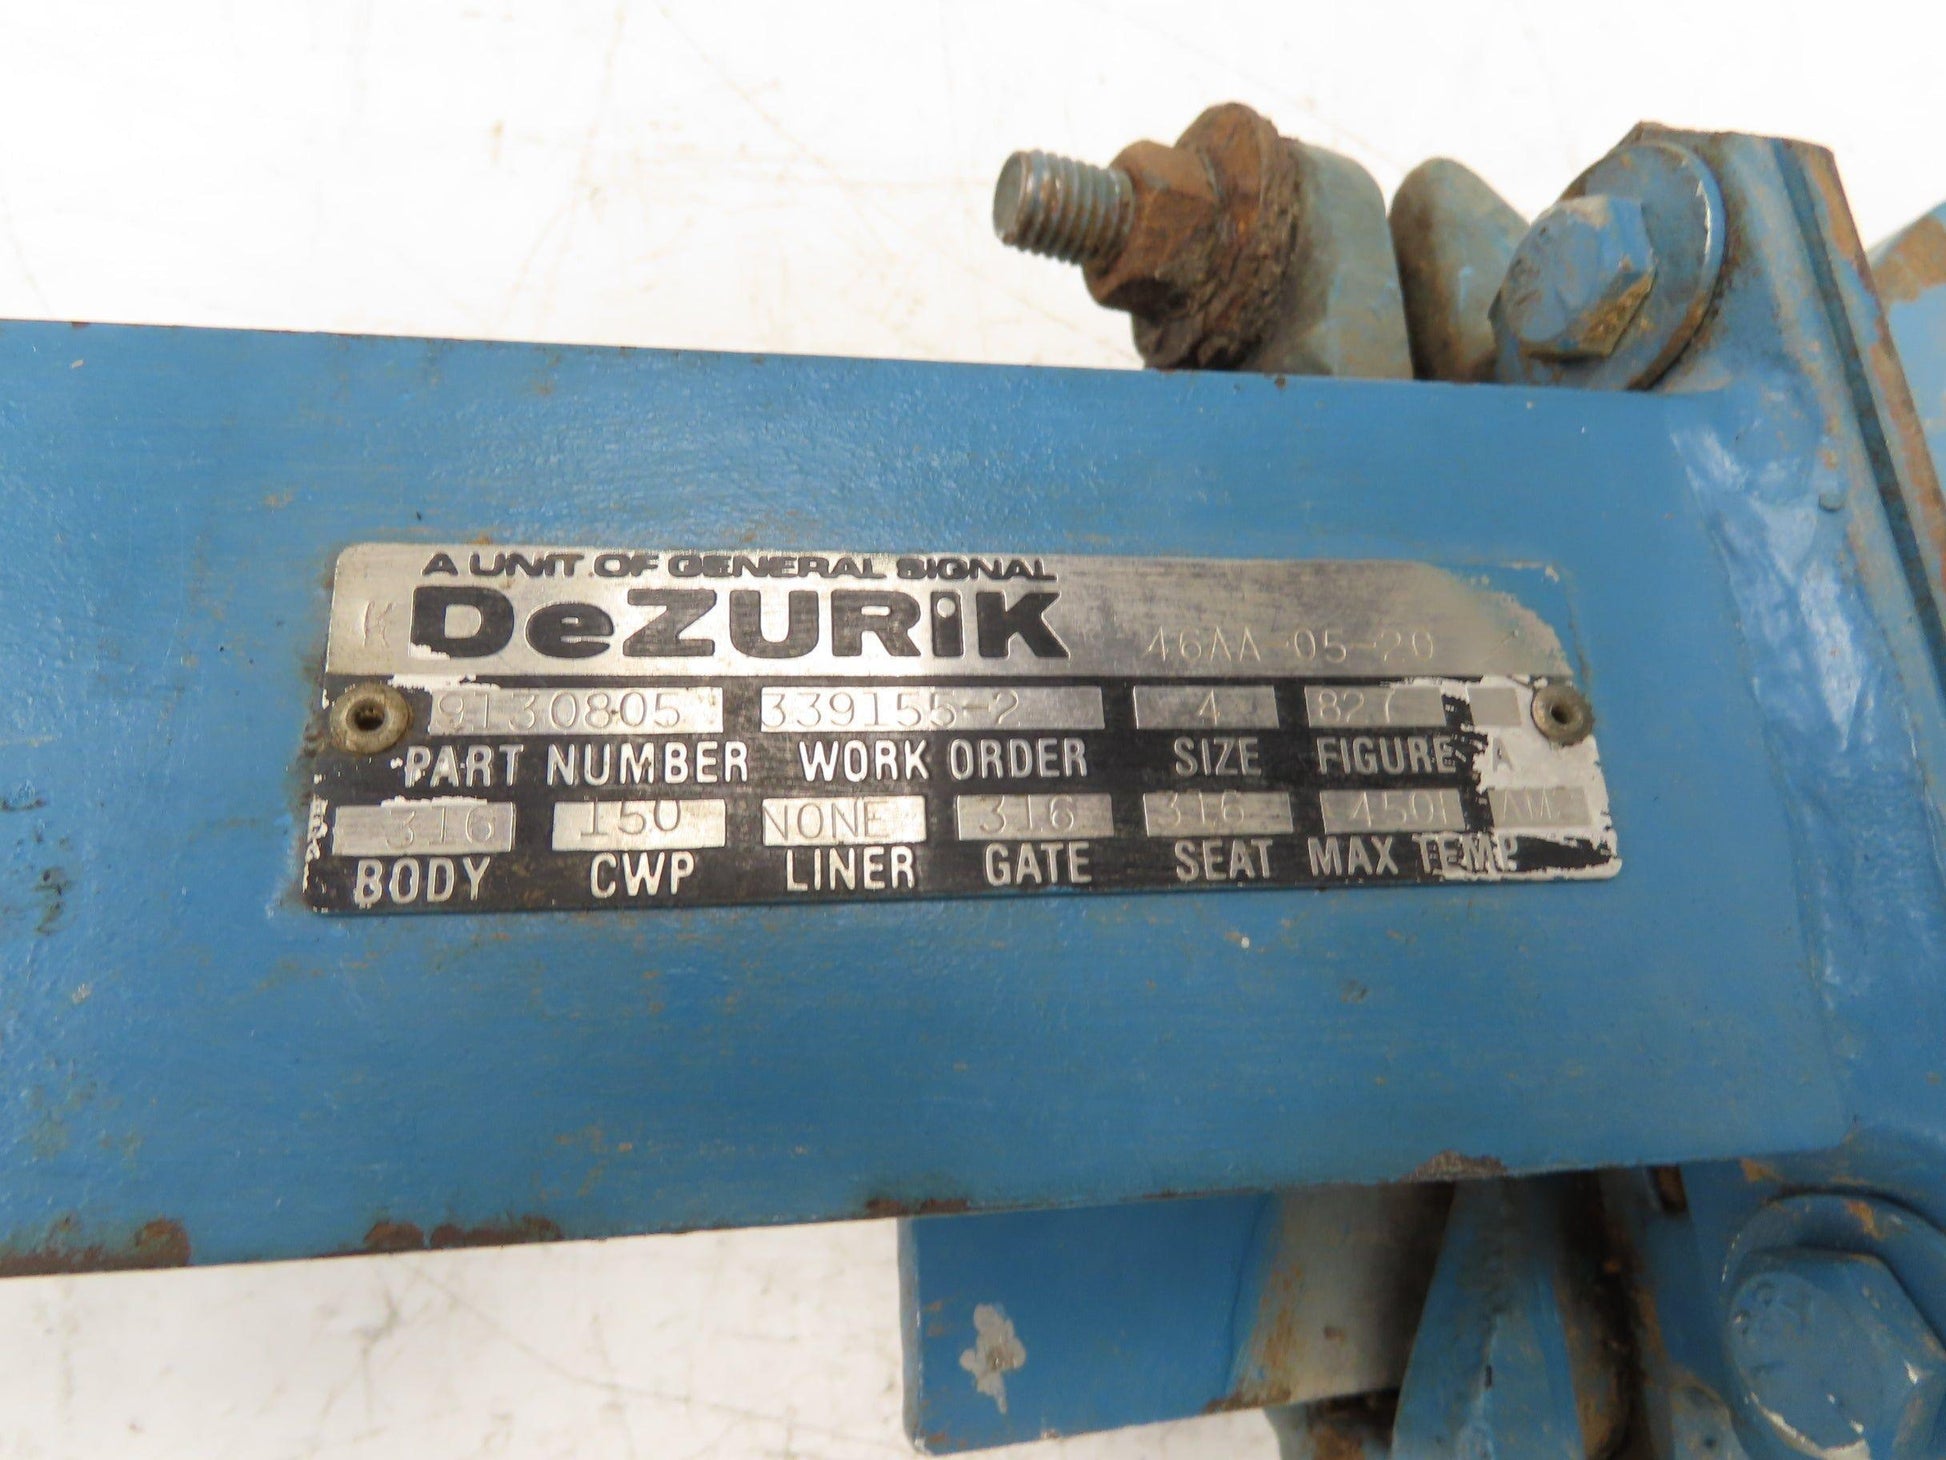 A UNIT OF GENERAL SIGNAL
K DeZURiK 46AA-05-20
9130805 339155-2 4 827
PART NUMBER WORK ORDER SIZE FIGURE A
316 150 NONE 316 316 450
BODY CWP LINER GATE SEAT MAX TEMP